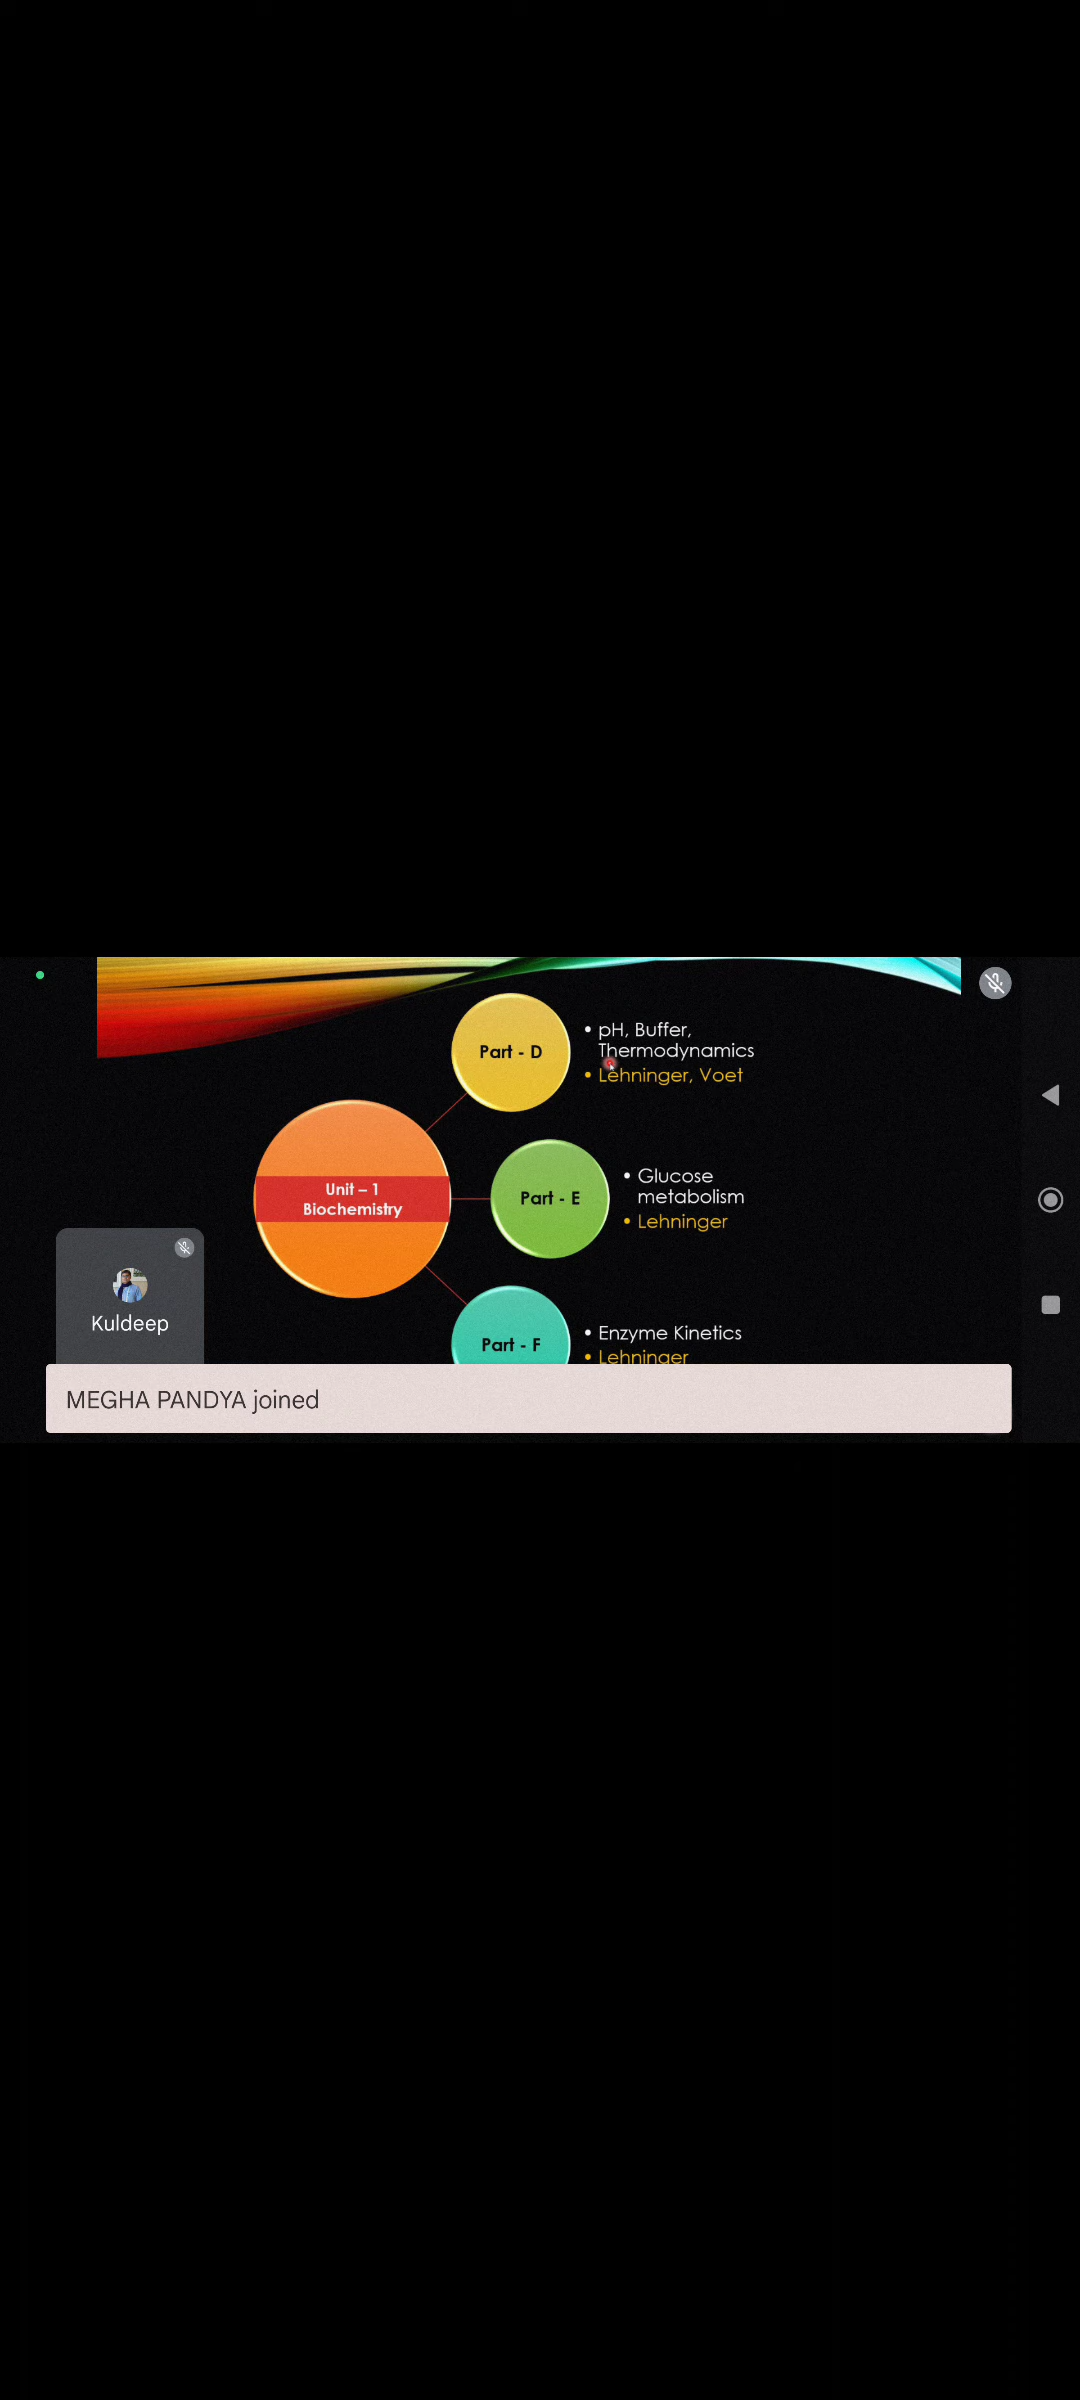 Part - D
• pH, Buffer,
Thermodynamics
• Lehninger, Voet
Unit – 1
Biochemistry
Part - E
• Glucose
metabolism
• Lehninger
Kuldeep
Part - F
• Enzyme Kinetics
• Lehninger
MEGHA PANDYA joined